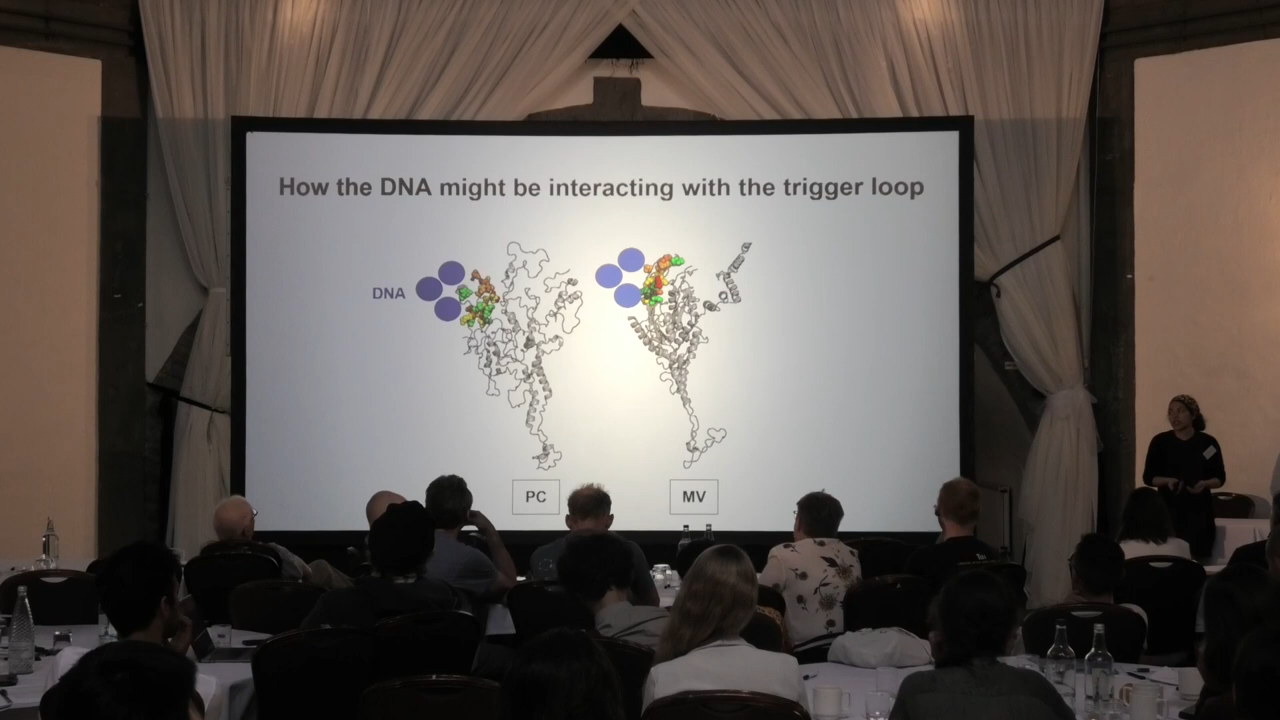 How the DNA might be interacting with the trigger loop
DNA
PC
MV